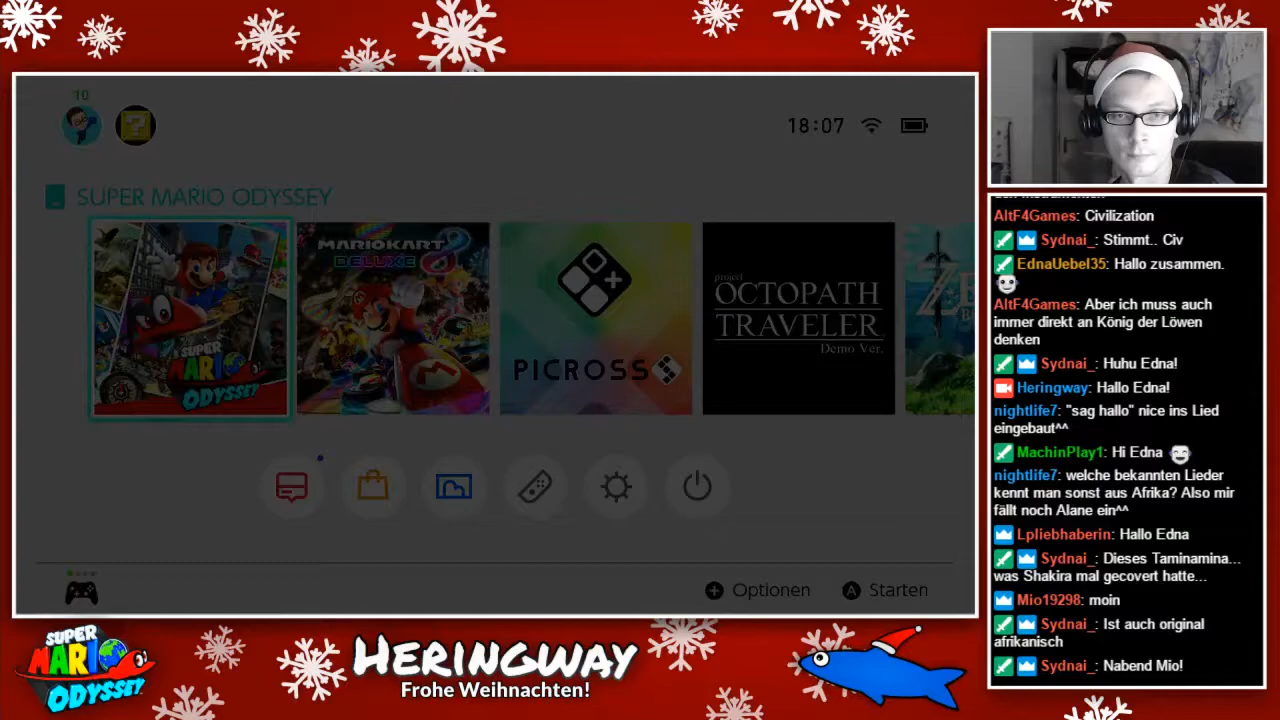 10
18:07
SUPER MARIO ODYSSEY
SUPER
MARIO
ODYSSEY
MARIOKART
DELUXE 8
PICROSS
project
OCTOPATH
TRAVELER
Demo Ver.
Optionen
Starten
SUPER
MARIO
ODYSSEY
HERINGWAY
Frohe Weihnachten!
AltF4Games: Civilization
Sydnai_: Stimmt.. Civ
EdnaUebel35: Hallo zusammen.
AltF4Games: Aber ich muss auch
immer direkt an König der Löwen
denken
Sydnai_: Huhu Edna!
Heringway: Hallo Edna!
nightlife7: "sag hallo" nice ins Lied
eingebaut^^
MachinPlay1: Hi Edna
nightlife7: welche bekannten Lieder
kennt man sonst aus Afrika? Also mir
fällt noch Alane ein^^
Lpliebhaberin: Hallo Edna
Sydnai_: Dieses Taminamina...
was Shakira mal gecovert hatte...
Mio19298: moin
Sydnai_: Ist auch original
afrikanisch
Sydnai_: Nabend Mio!